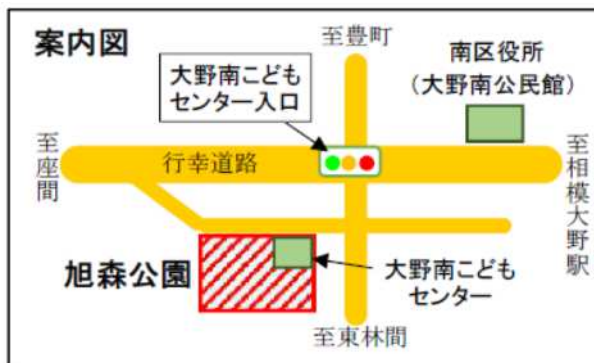 案内図
至豊町
南区役所
（大野南公民館）
大野南こども
センター入口
至座間
行幸道路
至相模大野駅
旭森公園
大野南こども
センター
至東林間